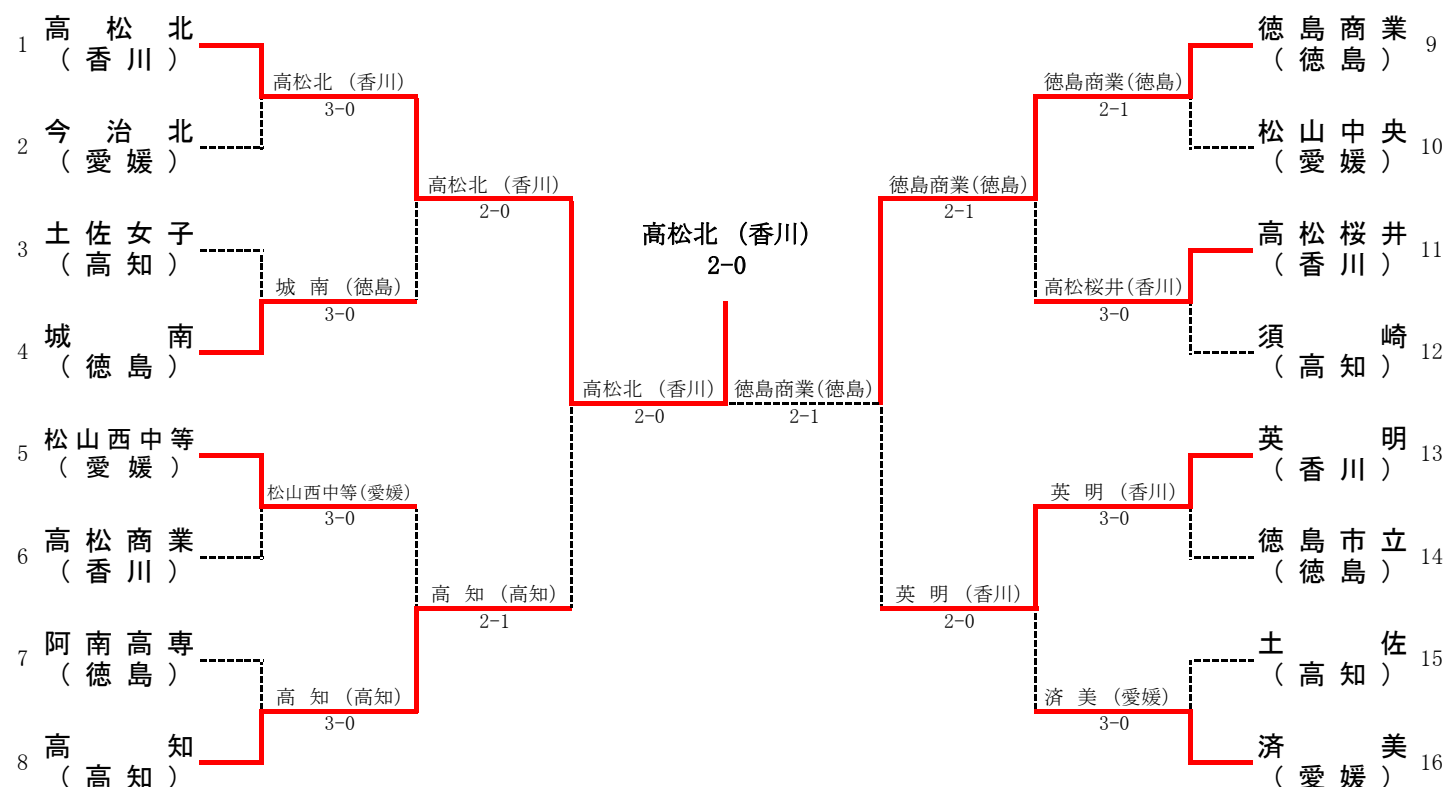 1 高松北
(香川)
2 今治北
(愛媛)
3 土佐女子
(高知)
4 城南
(徳島)
5 松山西中等
(愛媛)
6 高松商業
(香川)
7 阿南高専
(徳島)
8 高知
(高知)
高松北 (香川)
3-0
城 南 (徳島)
3-0
松山西中等(愛媛)
3-0
高 知 (高知)
3-0
高松北 (香川)
2-0
高 知 (高知)
2-1
高松北 (香川)
2-0
高松北 (香川)
2-0
徳島商業(徳島)
2-1
徳島商業(徳島)
2-1
英 明 (香川)
2-0
徳島商業(徳島)
2-1
高松桜井(香川)
3-0
英 明 (香川)
3-0
済 美 (愛媛)
3-0
徳島商業 9
(徳島)
松山中央 10
(愛媛)
高松桜井 11
(香川)
須崎 12
(高知)
英明 13
(香川)
徳島市立 14
(徳島)
土佐 15
(高知)
済美 16
(愛媛)